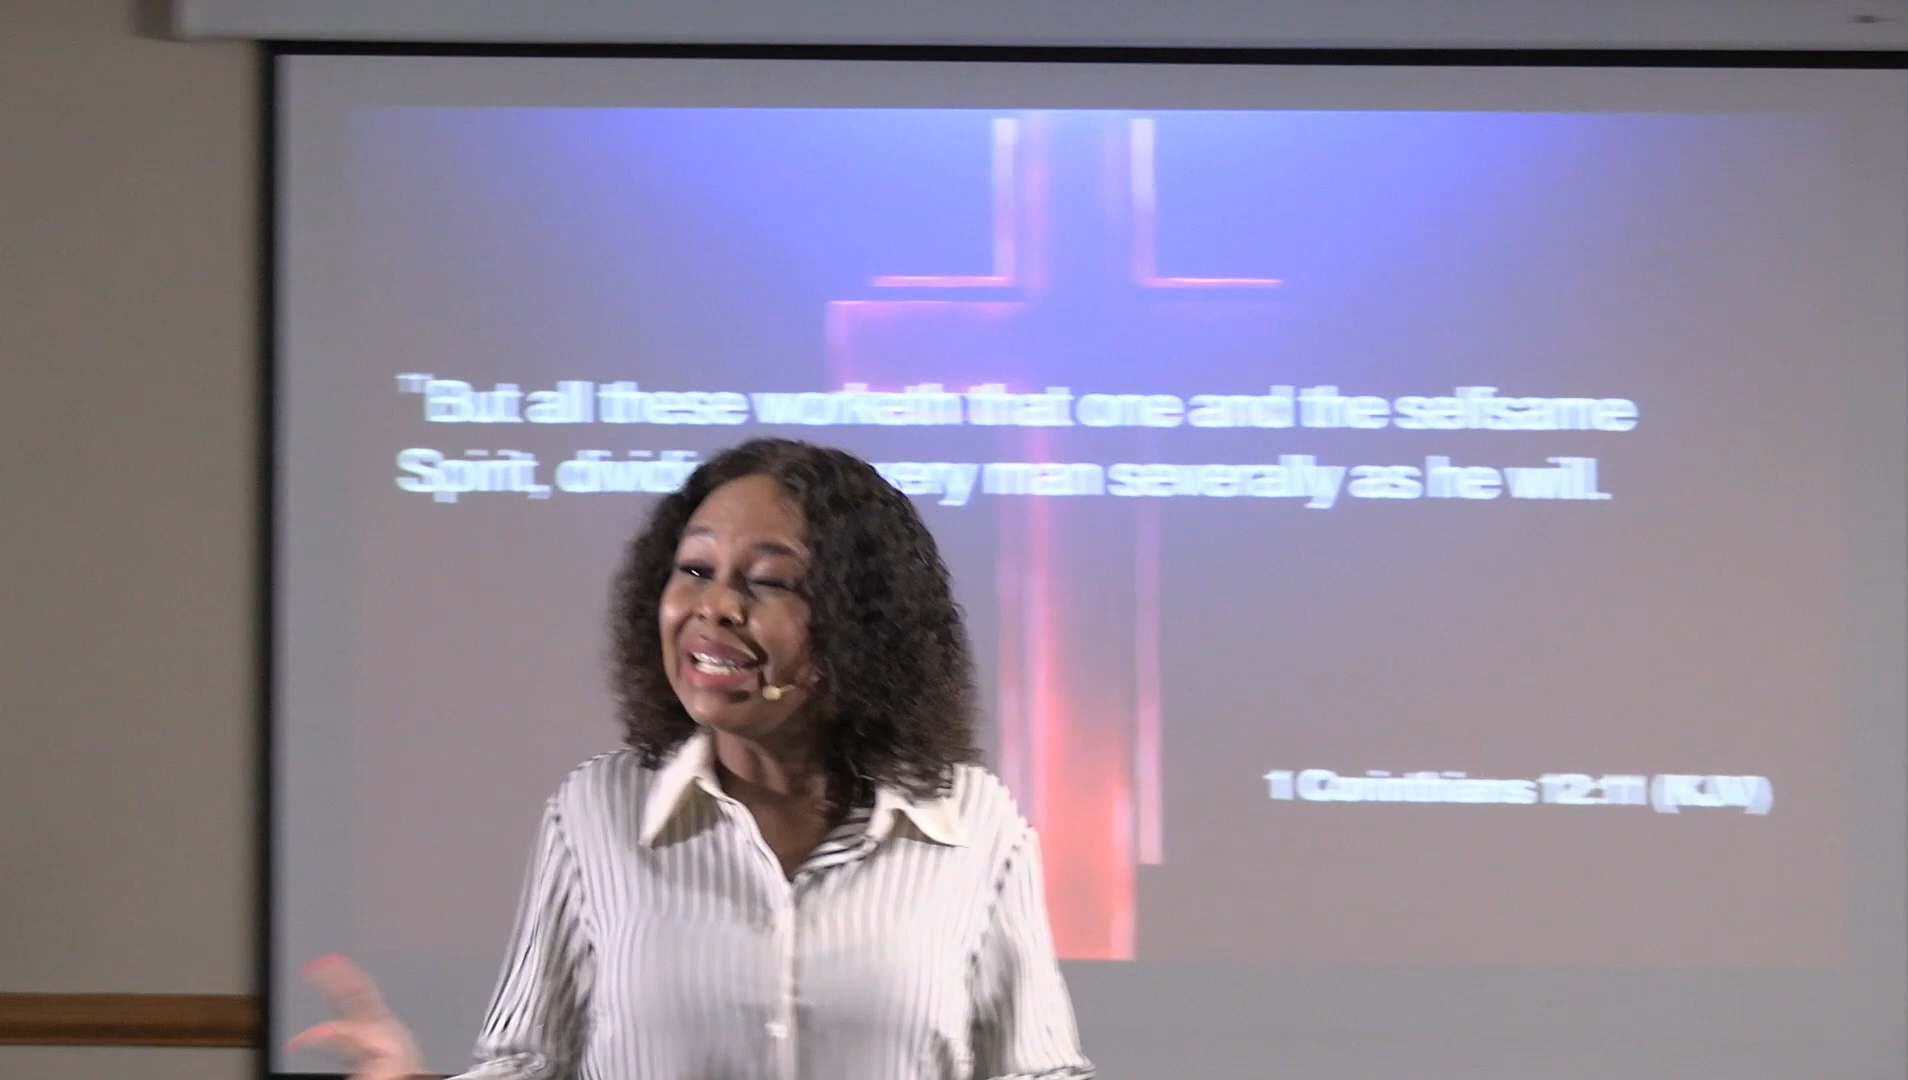 "But all these worketh that one and the selfsame
Spirit, man severally as he will.
1 Corinthians 12:11 (KJV)